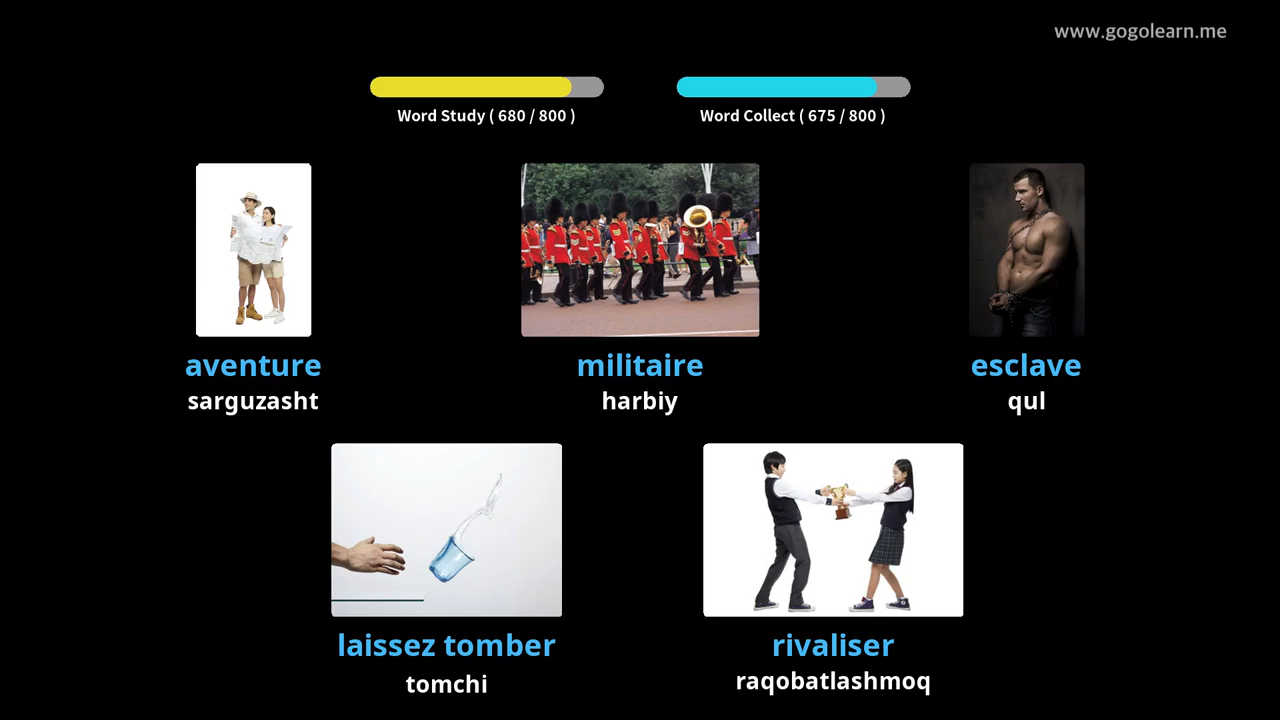 www.gogolearn.me
Word Study ( 680 / 800 )
Word Collect ( 675 / 800 )
aventure
sarguzasht
militaire
harbiy
esclave
qul
laissez tomber
tomchi
rivaliser
raqobatlashmoq